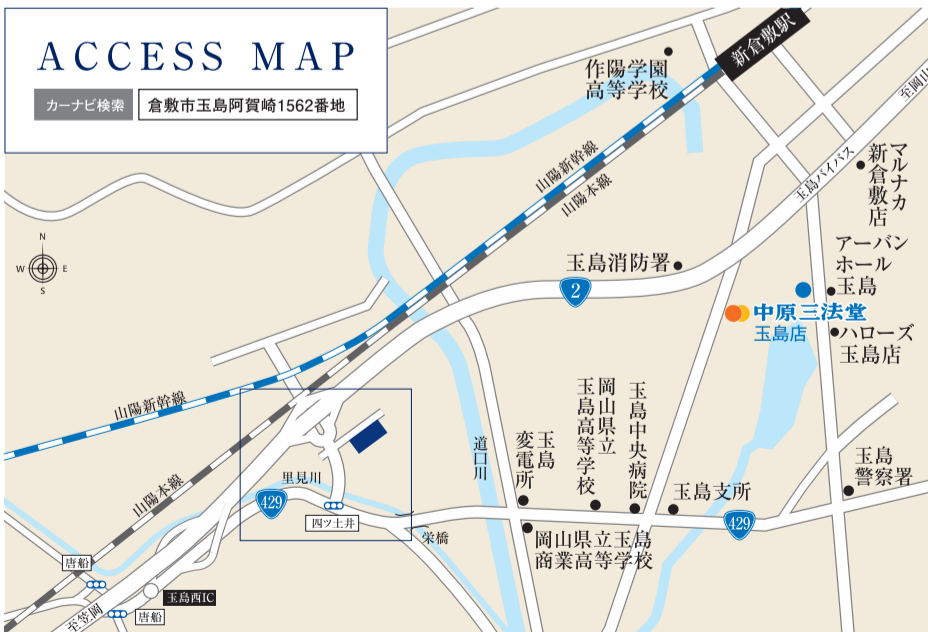 ACCESS MAP
カーナビ検索
倉敷市玉島阿賀崎1562番地
新倉敷駅
作陽学園
高等学校
至岡山
山陽新幹線
山陽本線
玉島バイパス
マルナカ
新倉敷店
N
W
E
S
玉島消防署
2
アーバン
ホール
玉島
中原三法堂
玉島店
ハローズ
玉島店
山陽新幹線
山陽本線
里見川
429
四ツ土井
道口川
栄橋
玉島
変電所
岡山県立
玉島高等学校
玉島中央病院
玉島支所
429
玉島
警察署
岡山県立玉島
商業高等学校
唐船
玉島西IC
唐船
至笠岡